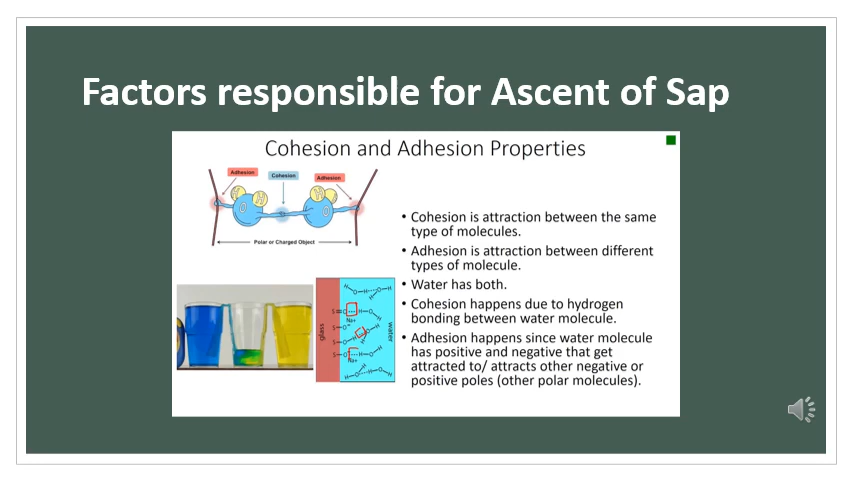 Factors responsible for Ascent of Sap
Cohesion and Adhesion Properties
Adhesion
Cohesion
Adhesion
H
H
H
O
O
Polar or Charged Object
• Cohesion is attraction between the same
type of molecules.
• Adhesion is attraction between different
types of molecule.
• Water has both.
• Cohesion happens due to hydrogen
bonding between water molecule.
• Adhesion happens since water molecule
has positive and negative that get
attracted to/ attracts other negative or
positive poles (other polar molecules).
glass
water
Na+
Na+